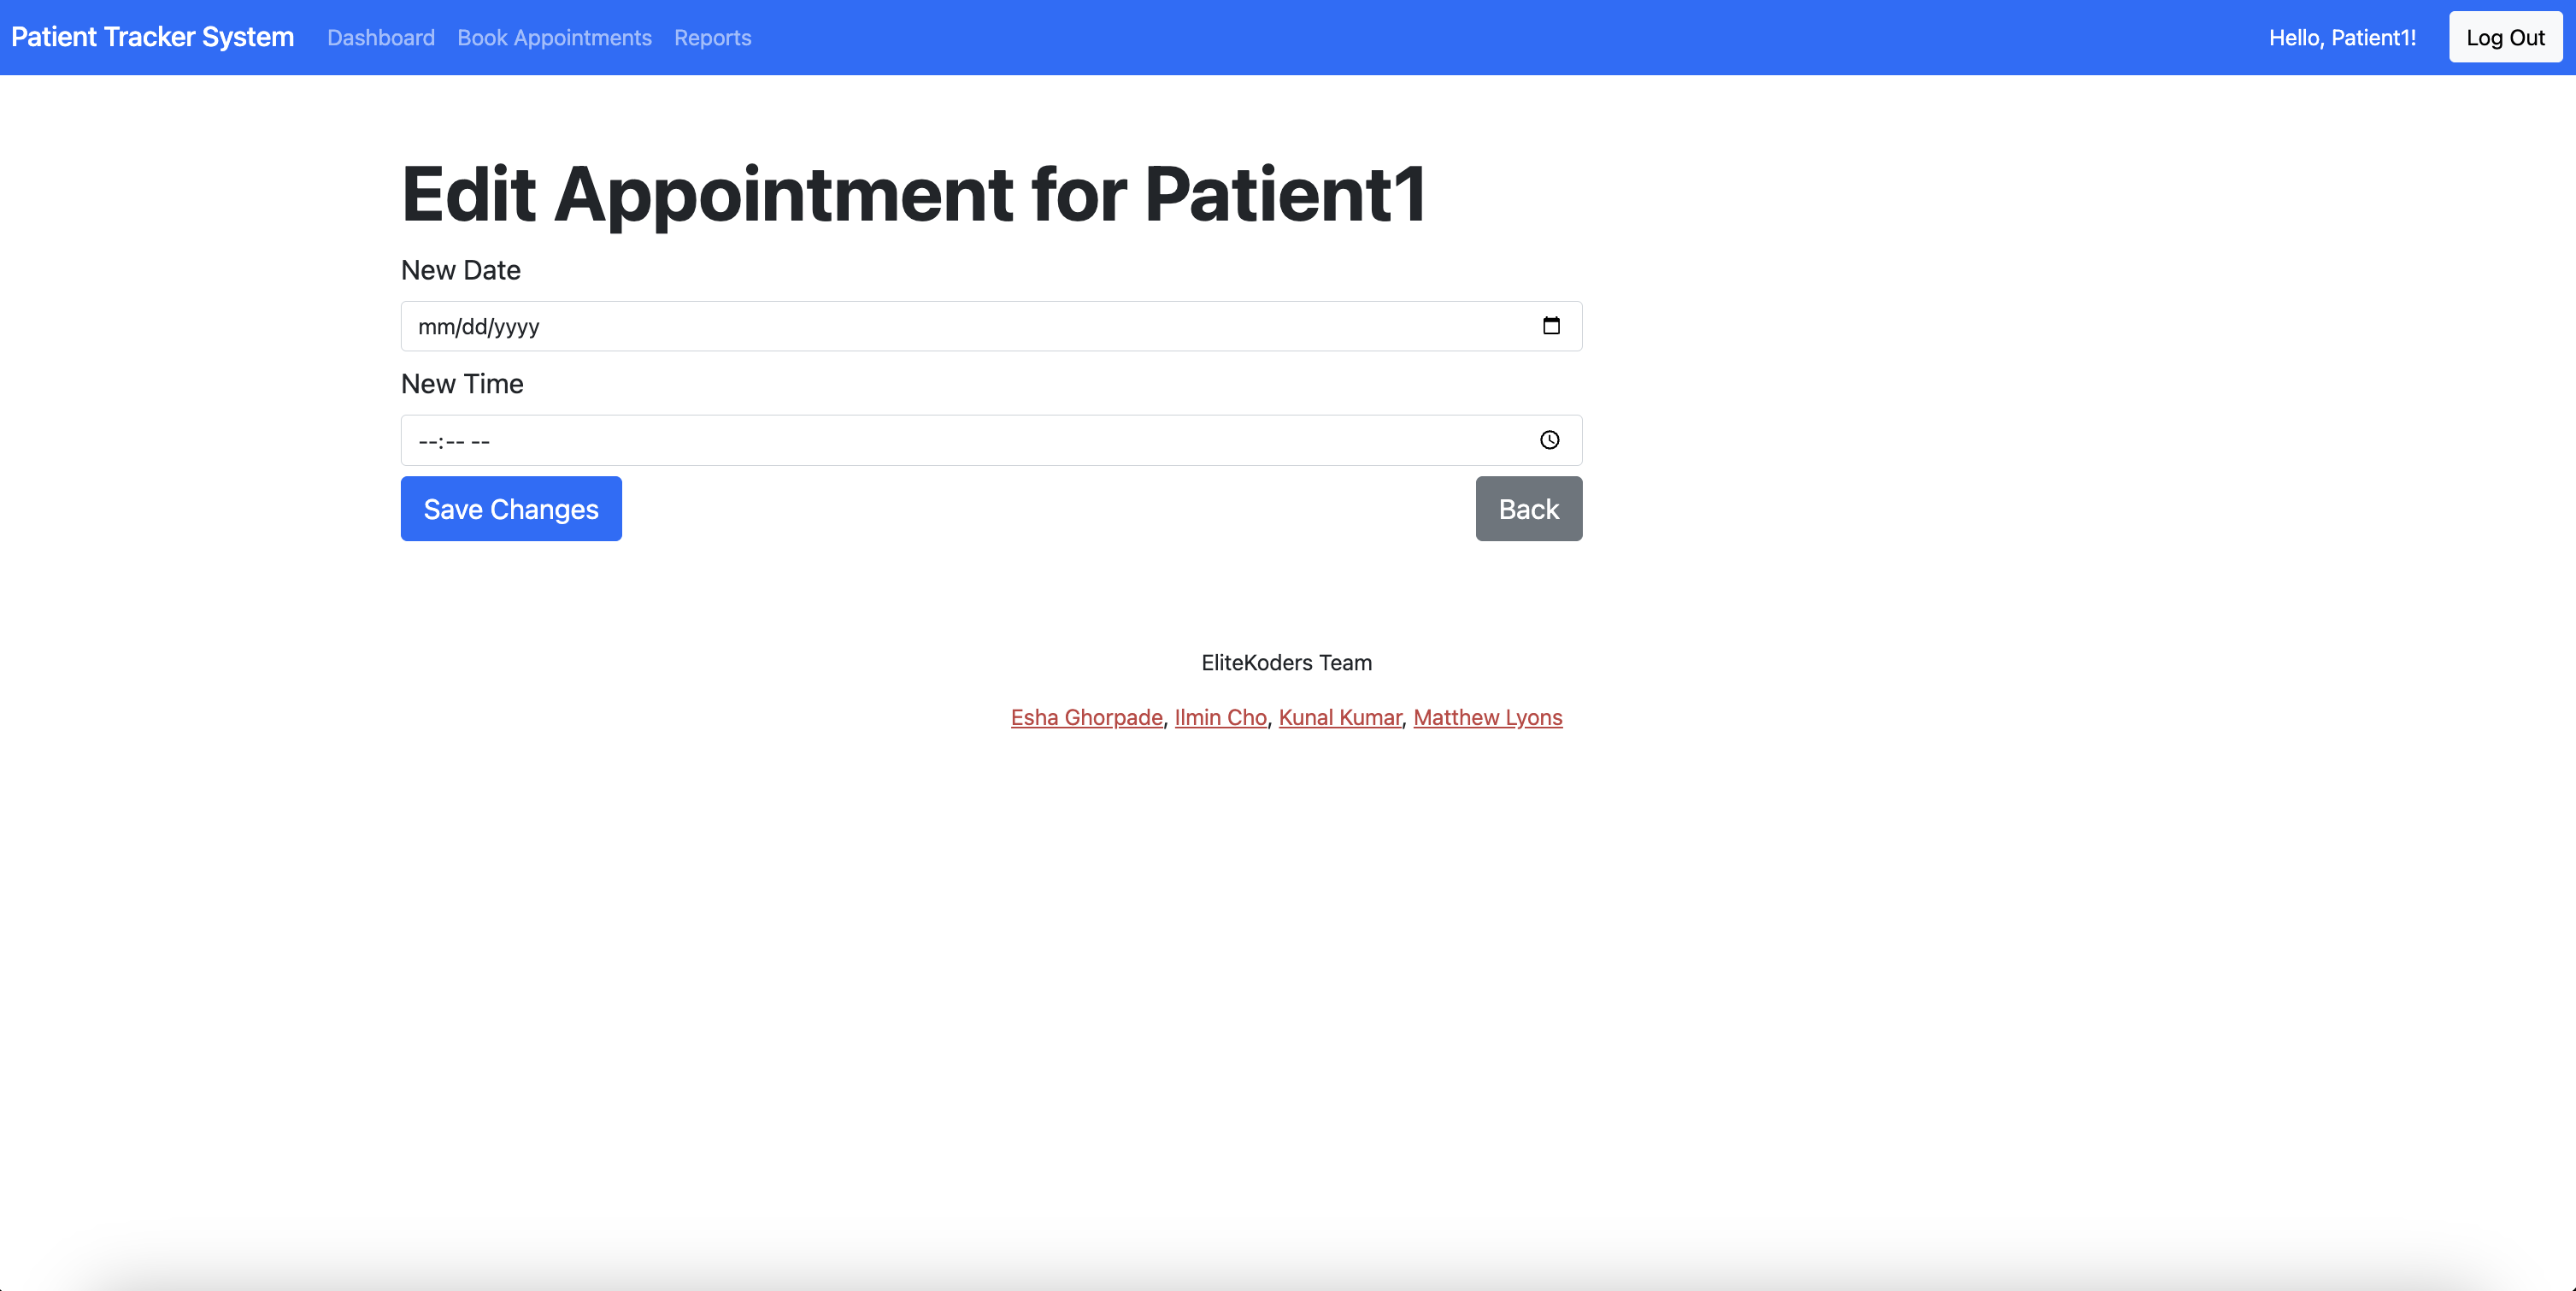 Patient Tracker System Dashboard Book Appointments Reports Hello, Patient1! Log Out
Edit Appointment for Patient1
New Date
mm/dd/yyyy
New Time
--:-- --
Save Changes Back
EliteKoders Team
Esha Ghorpade, Ilmin Cho, Kunal Kumar, Matthew Lyons